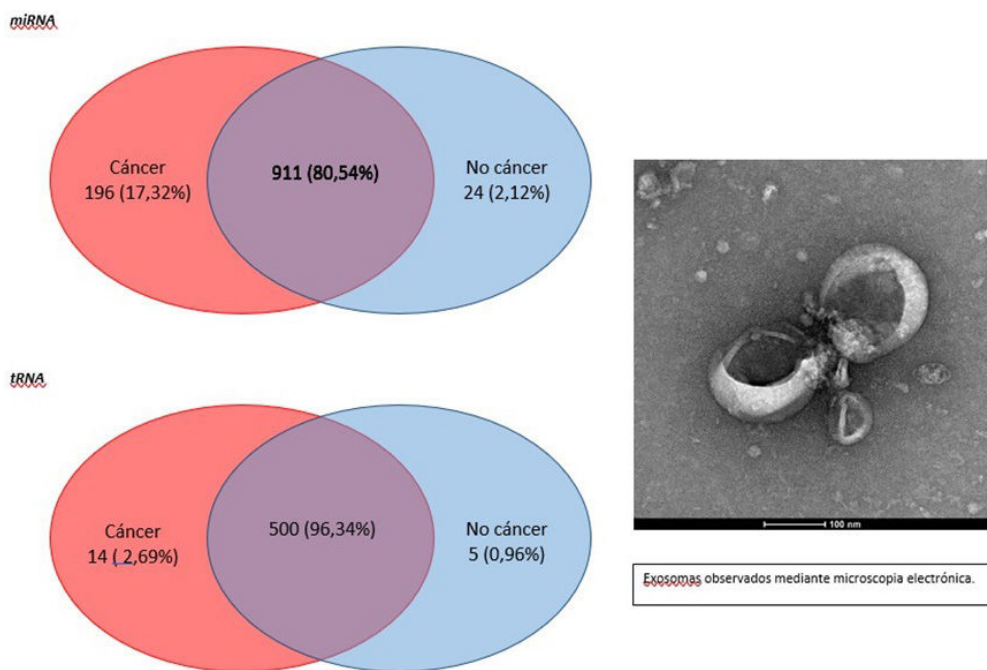 miRNA
Cáncer
196 (17,32%)
911 (80,54%)
No cáncer
24 (2,12%)
tRNA
Cáncer
14 ( 2,69%)
500 (96,34%)
No cáncer
5 (0,96%)
100 nm
Exosomas observados mediante microscopia electrónica.